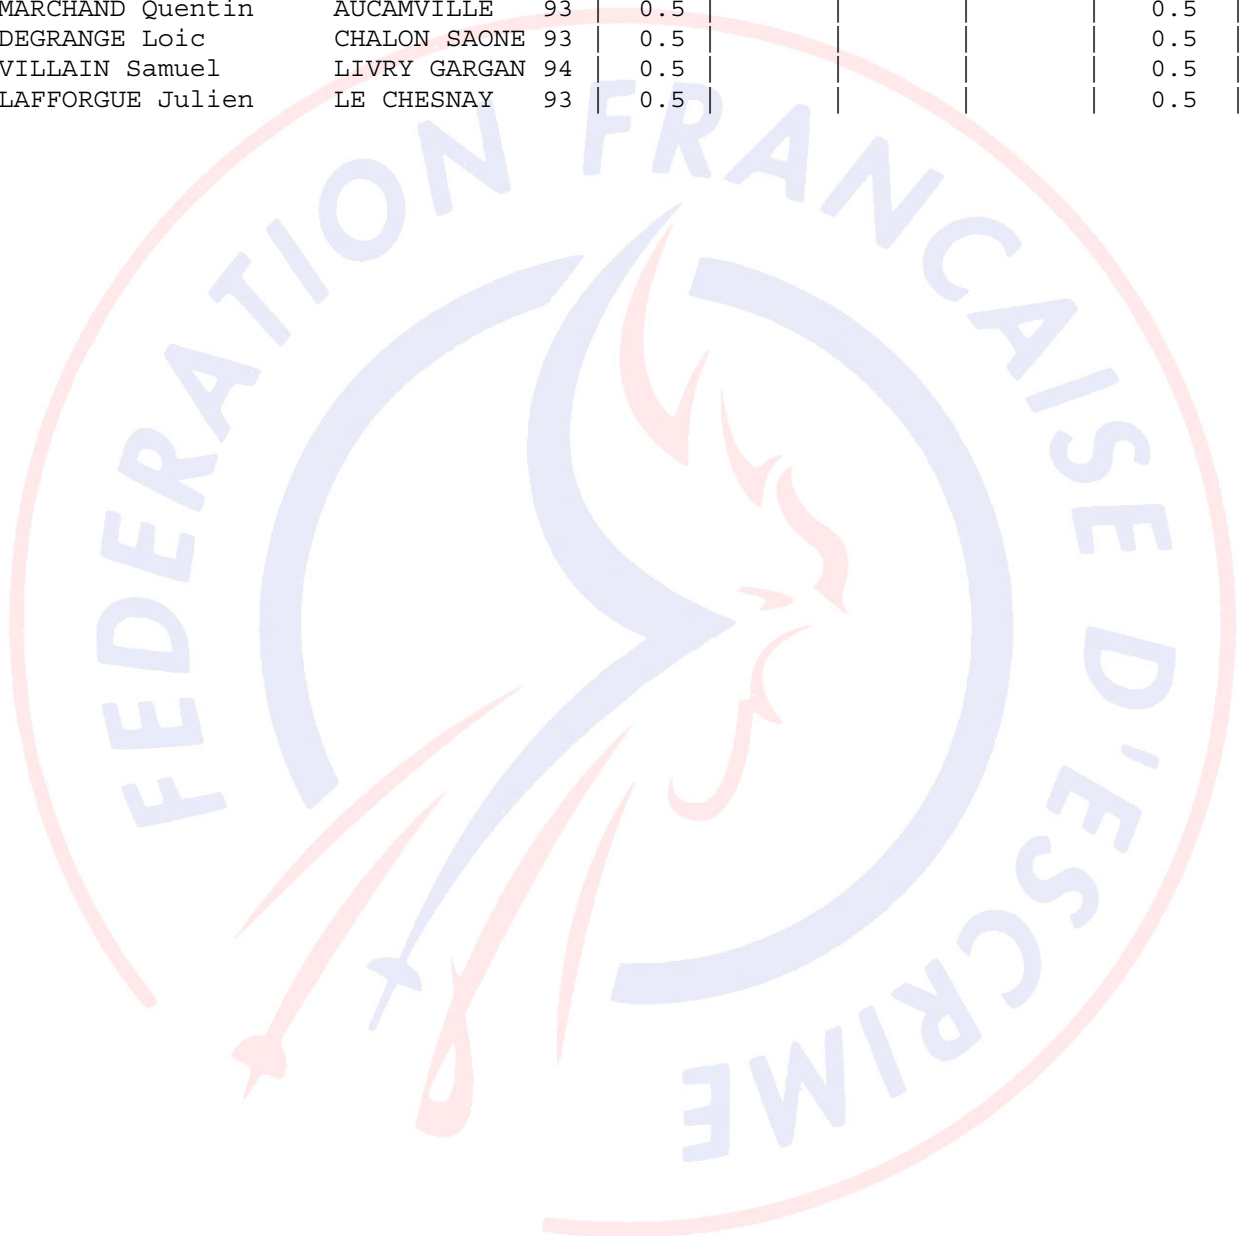 MARCHAND Quentin AUCAMVILLE 93 | 0.5 | | | | 0.5 |
DEGRANGE Loic CHALON SAONE 93 | 0.5 | | | | 0.5 |
VILLAIN Samuel LIVRY GARGAN 94 | 0.5 | | | | 0.5 |
LAFFORGUE Julien LE CHESNAY 93 | 0.5 | | | | 0.5 |
FEDERATION FRANCAISE D'ESCRIME